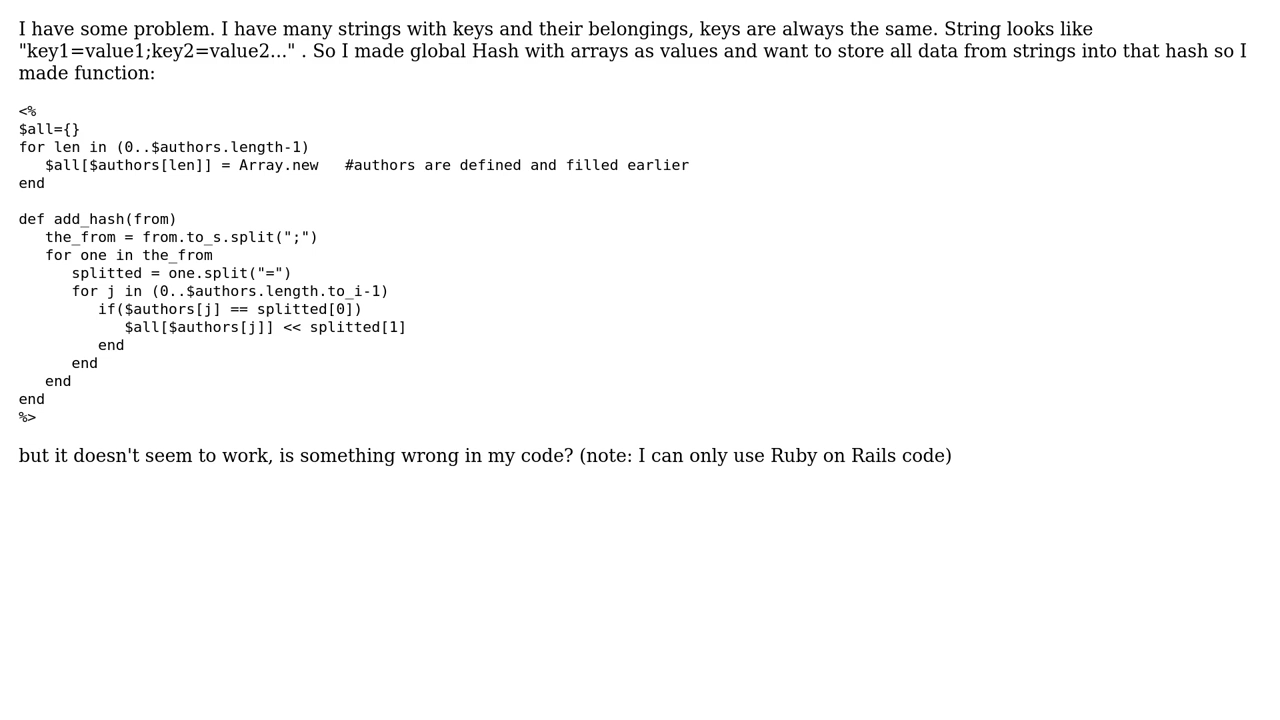 I have some problem. I have many strings with keys and their belongings, keys are always the same. String looks like
"key1=value1;key2=value2..." . So I made global Hash with arrays as values and want to store all data from strings into that hash so I
made function:
<%
$all={}
for len in (0..$authors.length-1)
   $all[$authors[len]] = Array.new   #authors are defined and filled earlier
end
def add_hash(from)
   the_from = from.to_s.split(";")
   for one in the_from
      splitted = one.split("=")
      for j in (0..$authors.length.to_i-1)
         if($authors[j] == splitted[0])
            $all[$authors[j]] << splitted[1]
         end
      end
   end
end
%>
but it doesn't seem to work, is something wrong in my code? (note: I can only use Ruby on Rails code)